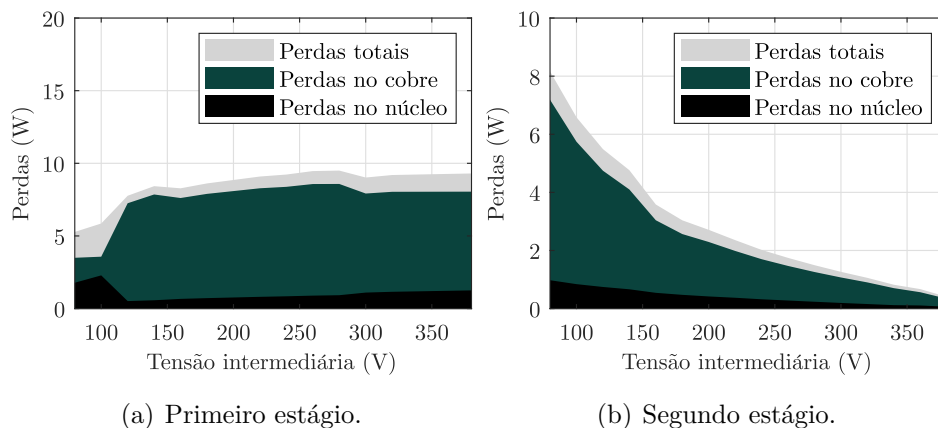 20
15
10
5
0
Perdas (W)
Perdas totais
Perdas no cobre
Perdas no núcleo
100 150 200 250 300 350
Tensão intermediária (V)
(a) Primeiro estágio.
10
8
6
4
2
0
Perdas (W)
Perdas totais
Perdas no cobre
Perdas no núcleo
100 150 200 250 300 350
Tensão intermediária (V)
(b) Segundo estágio.